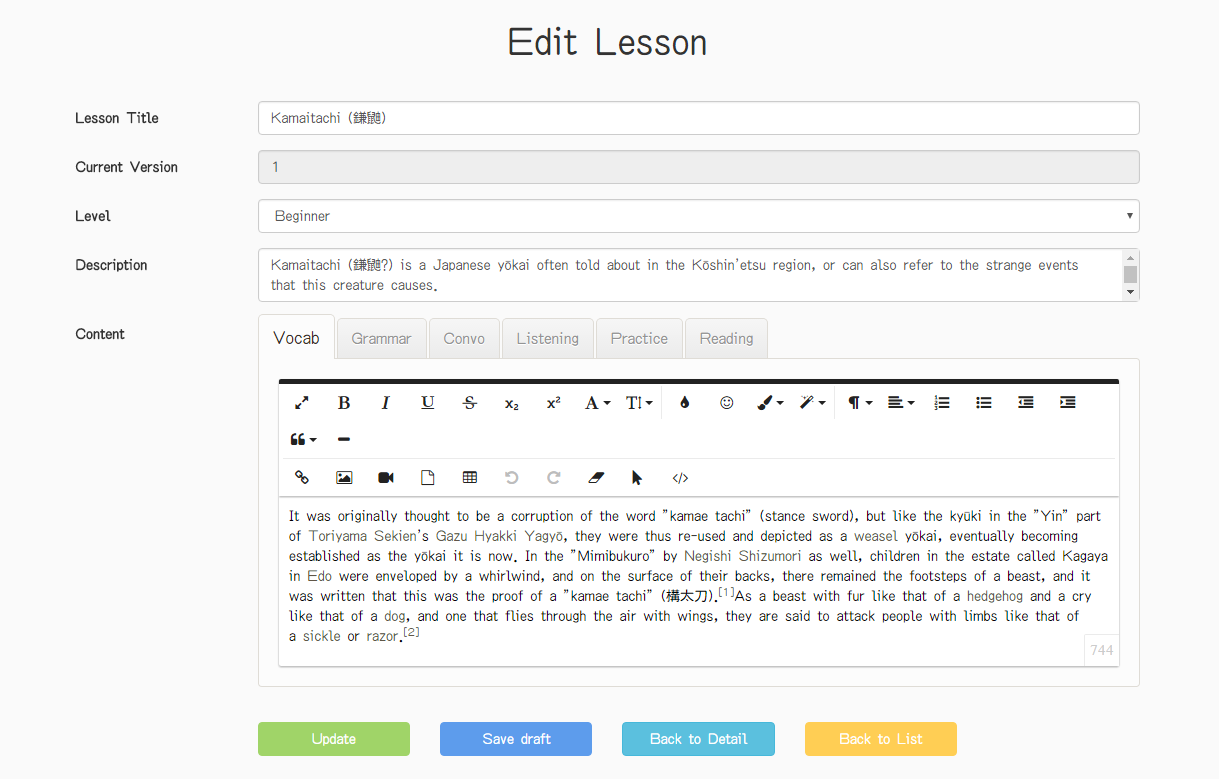 Edit Lesson
Lesson Title
Kamaitachi (鎌鼬)
Current Version
1
Level
Beginner
Description
Kamaitachi (鎌鼬?) is a Japanese yōkai often told about in the Kōshin'etsu region, or can also refer to the strange events
that this creature causes.
Content
Vocab Grammar Convo Listening Practice Reading
It was originally thought to be a corruption of the word "kamae tachi" (stance sword), but like the kyūki in the "Yin" part
of Toriyama Sekien's Gazu Hyakki Yagyō, they were thus re-used and depicted as a weasel yōkai, eventually becoming
established as the yōkai it is now. In the "Mimibukuro" by Negishi Shizumori as well, children in the estate called Kagaya
in Edo were enveloped by a whirlwind, and on the surface of their backs, there remained the footsteps of a beast, and it
was written that this was the proof of a "kamae tachi" (構太刀).[1]As a beast with fur like that of a hedgehog and a cry
like that of a dog, and one that flies through the air with wings, they are said to attack people with limbs like that of
a sickle or razor.[2]
744
Update Save draft Back to Detail Back to List